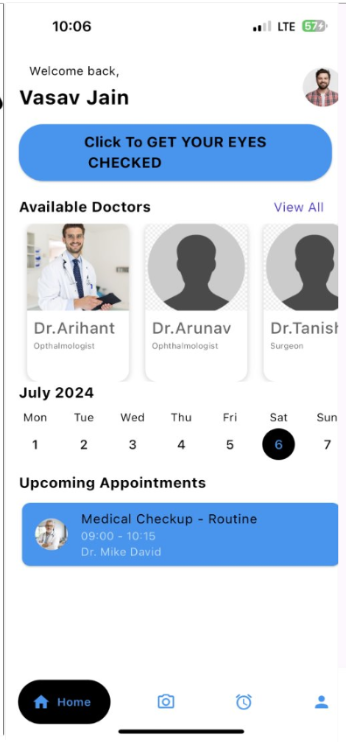 10:06
LTE 57
Welcome back,
Vasav Jain
Click To GET YOUR EYES
CHECKED
Available Doctors
View All
Dr.Arihant
Opthalmologist
Dr.Arunav
Ophthalmologist
Dr.Tanish
Surgeon
July 2024
Mon Tue Wed Thu Fri Sat Sun
1 2 3 4 5 6 7
Upcoming Appointments
Medical Checkup - Routine
09:00 - 10:15
Dr. Mike David
Home